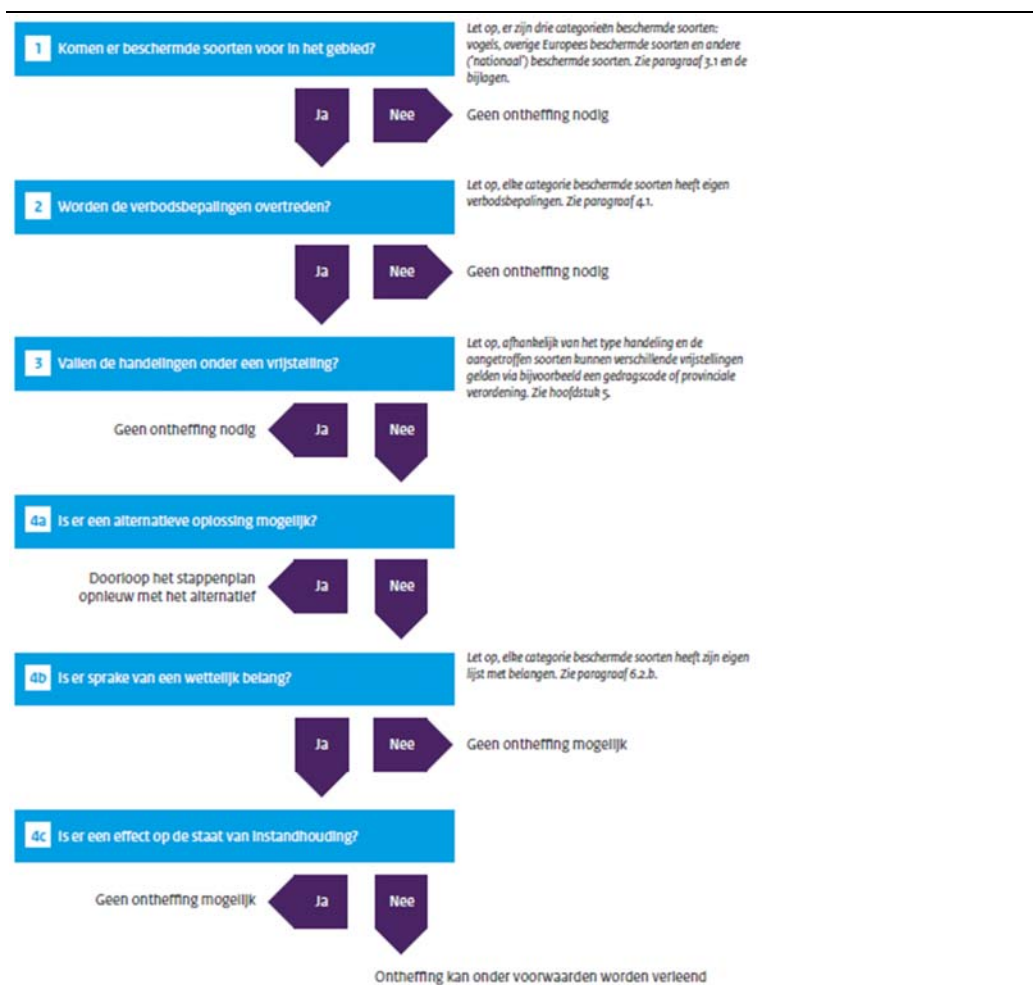 1 Komen er beschermde soorten voor in het gebied?
Let op, er zijn drie categorieën beschermde soorten:
vogels, overige Europees beschermde soorten en andere
('nationaal') beschermde soorten. Zie paragraaf 3.1 en de
bijlagen.
Ja
Nee
Geen ontheffing nodig
2 Worden de verbodsbepalingen overtreden?
Let op, elke categorie beschermde soorten heeft eigen
verbodsbepalingen. Zie paragraaf 4.1.
Ja
Nee
Geen ontheffing nodig
3 Vallen de handelingen onder een vrijstelling?
Let op, afhankelijk van het type handeling en de
aangetroffen soorten kunnen verschillende vrijstellingen
gelden via bijvoorbeeld een gedragscode of provinciale
verordening. Zie hoofdstuk 5.
Geen ontheffing nodig
Ja
Nee
4a Is er een alternatieve oplossing mogelijk?
Doorloop het stappenplan
opnieuw met het alternatief
Ja
Nee
4b Is er sprake van een wettelijk belang?
Let op, elke categorie beschermde soorten heeft zijn eigen
lijst met belangen. Zie paragraaf 6.2.b.
Ja
Nee
Geen ontheffing mogelijk
4c Is er een effect op de staat van instandhouding?
Geen ontheffing mogelijk
Ja
Nee
Ontheffing kan onder voorwaarden worden verleend